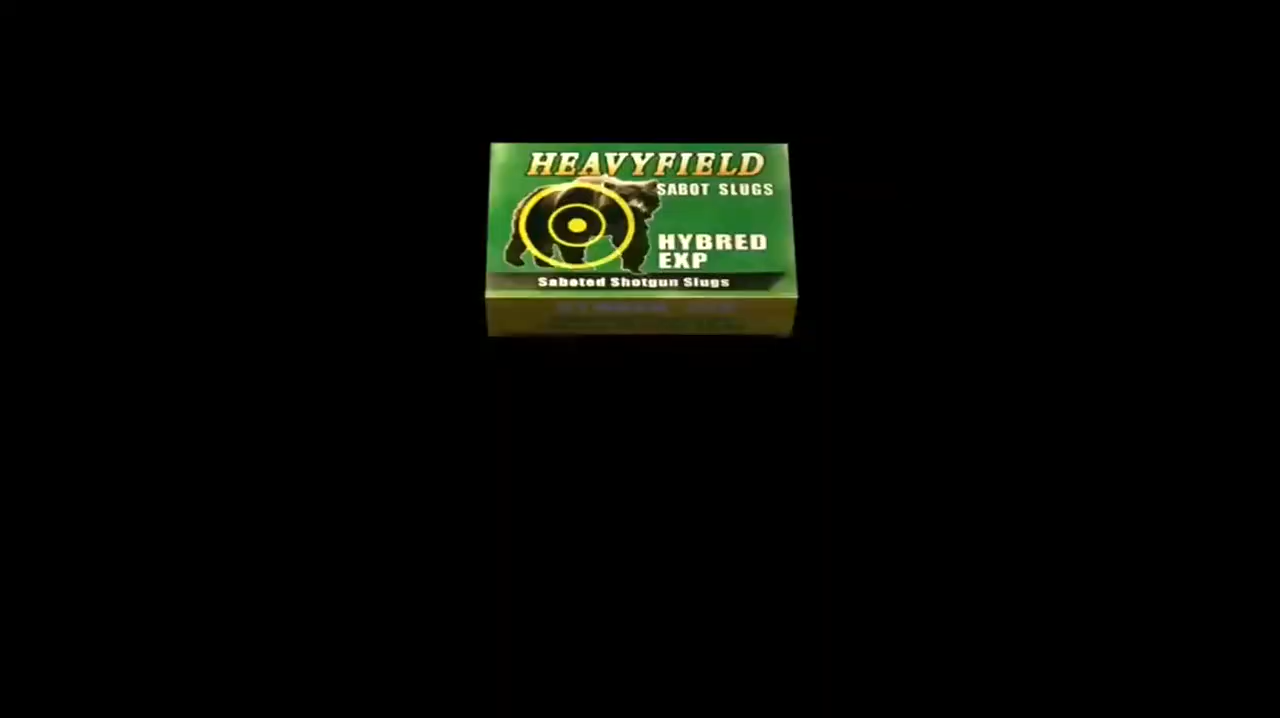 HEAVYFIELD
SABOT SLUGS
HYBRED
EXP
Saboted Shotgun Slugs